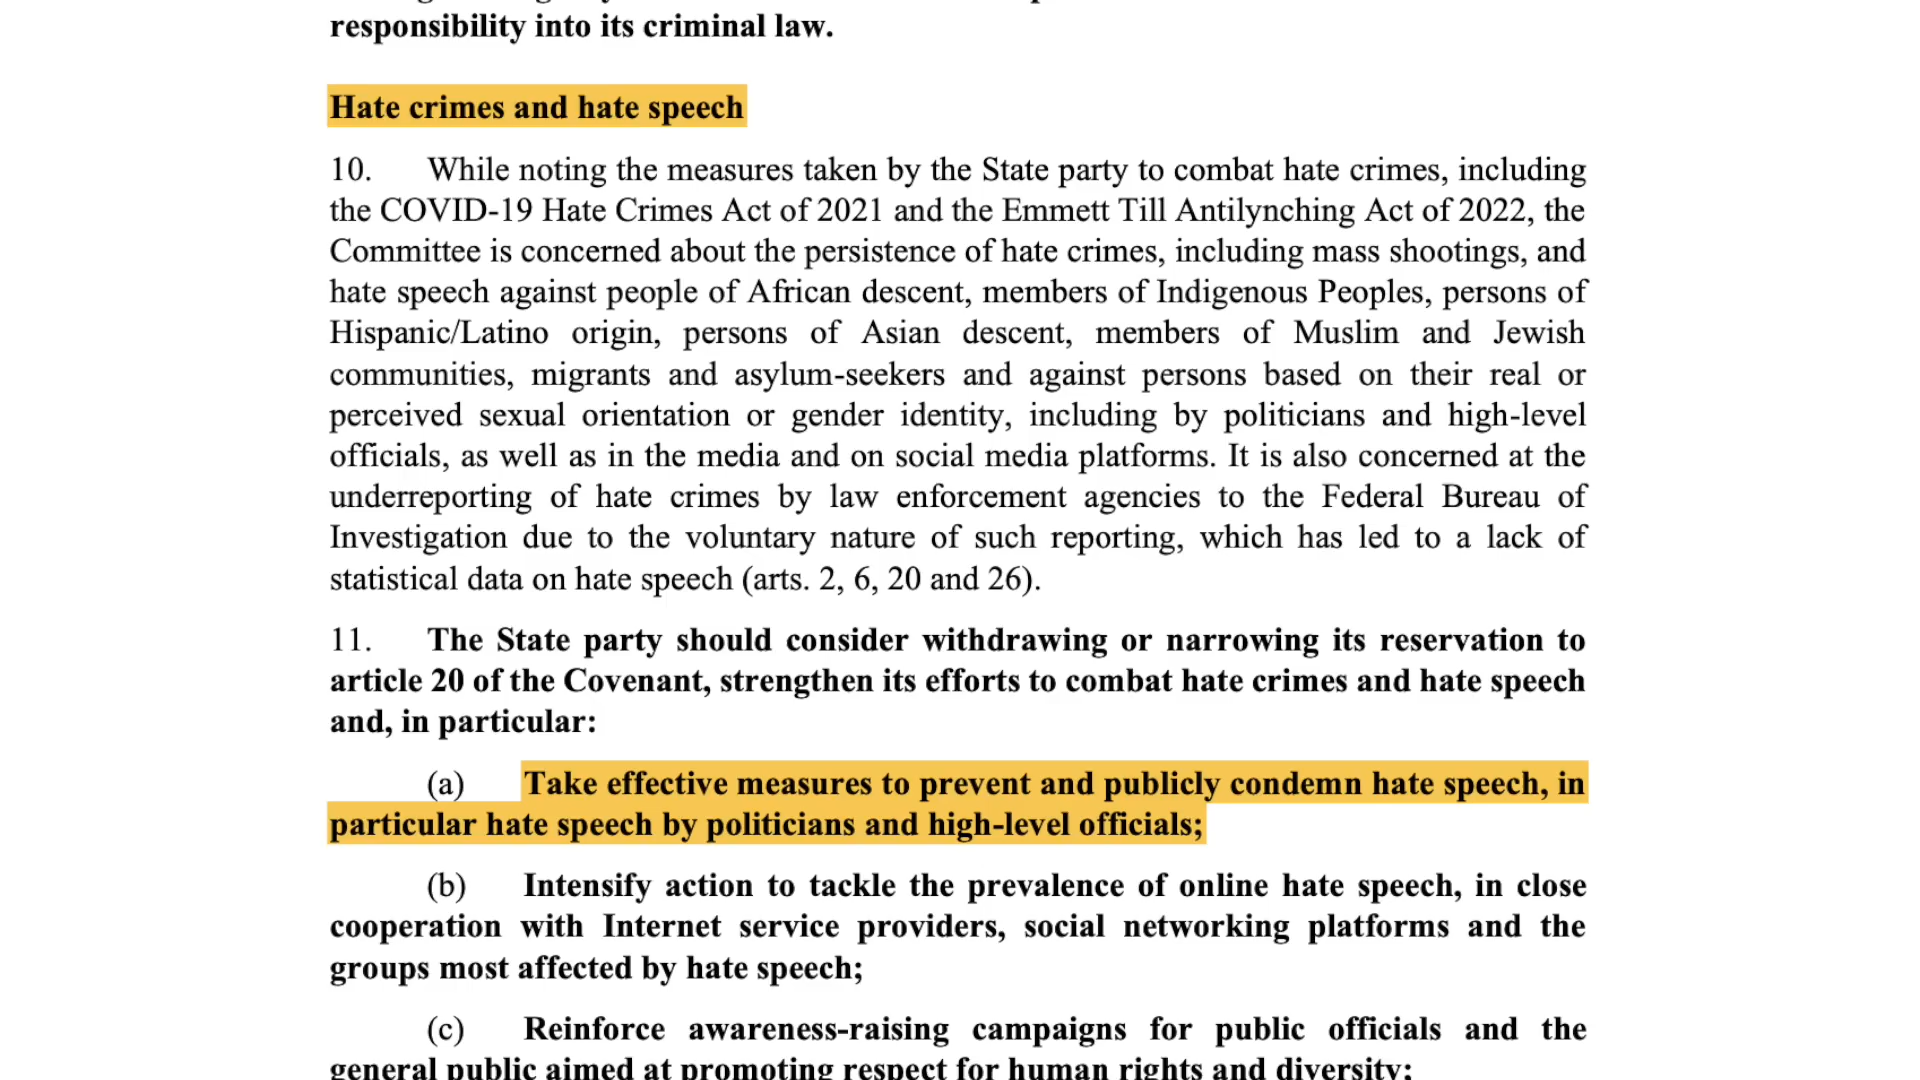 responsibility into its criminal law.
Hate crimes and hate speech
10. While noting the measures taken by the State party to combat hate crimes, including
the COVID-19 Hate Crimes Act of 2021 and the Emmett Till Antilynching Act of 2022, the
Committee is concerned about the persistence of hate crimes, including mass shootings, and
hate speech against people of African descent, members of Indigenous Peoples, persons of
Hispanic/Latino origin, persons of Asian descent, members of Muslim and Jewish
communities, migrants and asylum-seekers and against persons based on their real or
perceived sexual orientation or gender identity, including by politicians and high-level
officials, as well as in the media and on social media platforms. It is also concerned at the
underreporting of hate crimes by law enforcement agencies to the Federal Bureau of
Investigation due to the voluntary nature of such reporting, which has led to a lack of
statistical data on hate speech (arts. 2, 6, 20 and 26).
11. The State party should consider withdrawing or narrowing its reservation to
article 20 of the Covenant, strengthen its efforts to combat hate crimes and hate speech
and, in particular:
(a) Take effective measures to prevent and publicly condemn hate speech, in
particular hate speech by politicians and high-level officials;
(b) Intensify action to tackle the prevalence of online hate speech, in close
cooperation with Internet service providers, social networking platforms and the
groups most affected by hate speech;
(c) Reinforce awareness-raising campaigns for public officials and the
general public aimed at promoting respect for human rights and diversity;